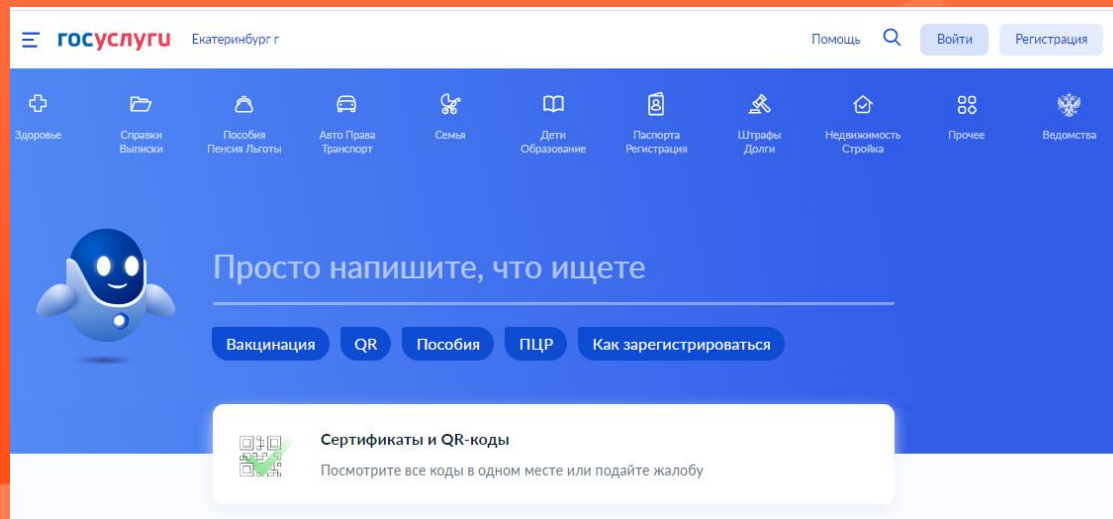 госуслуги Екатеринбург г Помощь Войти Регистрация
Здоровье
Справки
Выписки
Пособия
Пенсия Льготы
Авто Права
Транспорт
Семья
Дети
Образование
Паспорта
Регистрация
Штрафы
Долги
Недвижимость
Стройка
Прочее
Ведомства
Просто напишите, что ищете
Вакцинация QR Пособия ПЦР Как зарегистрироваться
Сертификаты и QR-коды
Посмотрите все коды в одном месте или подайте жалобу